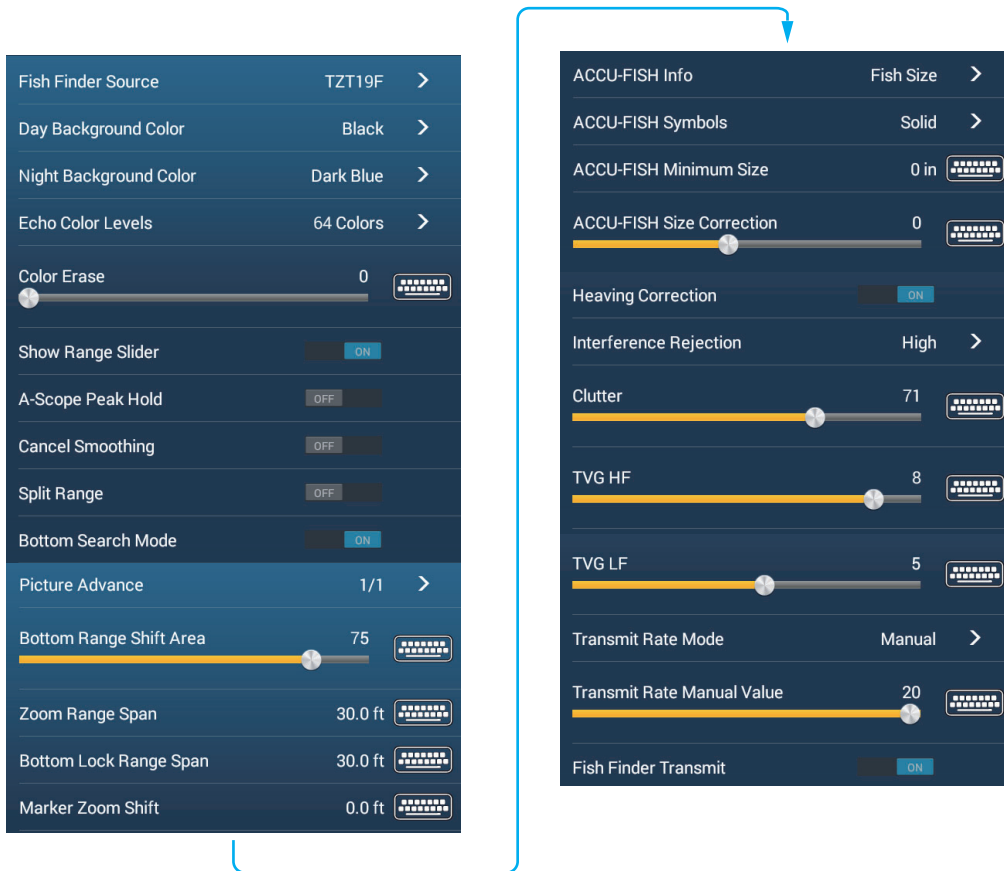 Fish Finder Source TZT19F
Day Background Color Black
Night Background Color Dark Blue
Echo Color Levels 64 Colors
Color Erase 0
Show Range Slider ON
A-Scope Peak Hold OFF
Cancel Smoothing OFF
Split Range OFF
Bottom Search Mode ON
Picture Advance 1/1
Bottom Range Shift Area 75
Zoom Range Span 30.0 ft
Bottom Lock Range Span 30.0 ft
Marker Zoom Shift 0.0 ft
ACCU-FISH Info Fish Size
ACCU-FISH Symbols Solid
ACCU-FISH Minimum Size 0 in
ACCU-FISH Size Correction 0
Heaving Correction ON
Interference Rejection High
Clutter 71
TVG HF 8
TVG LF 5
Transmit Rate Mode Manual
Transmit Rate Manual Value 20
Fish Finder Transmit ON